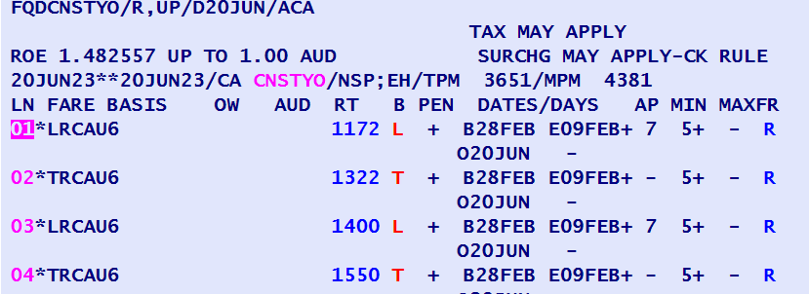 FQDCNSTYO/R,UP/D20JUN/ACA
TAX MAY APPLY
ROE 1.482557 UP TO 1.00 AUD SURCHG MAY APPLY-CK RULE
20JUN23**20JUN23/CA CNSTYO/NSP;EH/TPM 3651/MPM 4381
LN FARE BASIS OW AUD RT B PEN DATES/DAYS AP MIN MAXFR
01*LRCAU6 1172 L + B28FEB E09FEB+ 7 5+ - R
O20JUN -
02*TRCAU6 1322 T + B28FEB E09FEB+ - 5+ - R
O20JUN -
03*LRCAU6 1400 L + B28FEB E09FEB+ 7 5+ - R
O20JUN -
04*TRCAU6 1550 T + B28FEB E09FEB+ - 5+ - R